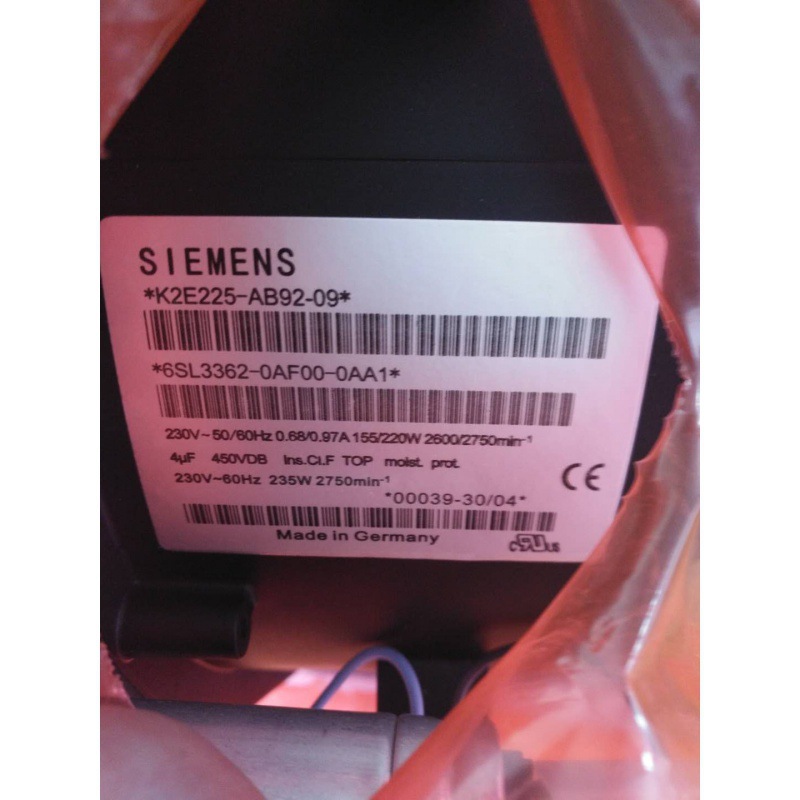 SIEMENS
*K2E225-AB92-09*
*6SL3362-0AF00-0AA1*
230V~50/60Hz 0.68/0.97A 155/220W 2600/2750min-¹
4µF 450VDB Ins.Cl.F TOP moist. prot.
230V~60Hz 235W 2750min-¹
CE
*00039-30/04*
Made in Germany
c RU us